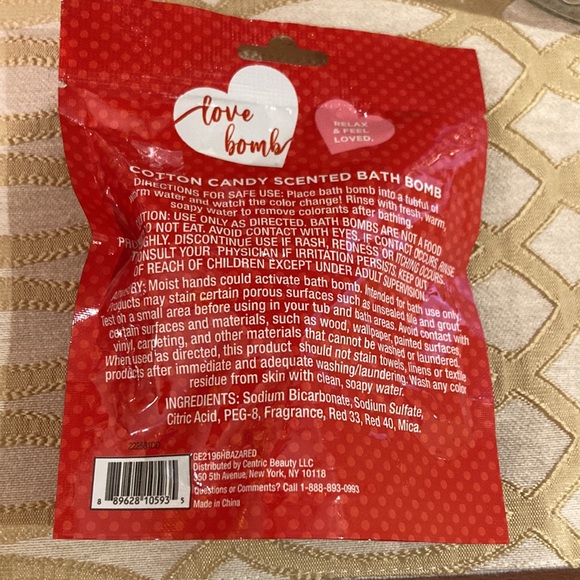 love
bomb
RELAX
& FEEL
LOVED.
COTTON CANDY SCENTED BATH BOMB
DIRECTIONS FOR SAFE USE: Place bath bomb into a tubful of
warm water and watch the color change! Rinse with fresh, warm,
soapy water to remove colorants after bathing.
UTION: USE ONLY AS DIRECTED. BATH BOMBS ARE NOT A FOOD
DO NOT EAT. AVOID CONTACT WITH EYES, IF CONTACT OCCURS RINSE
GHLY. DISCONTINUE USE IF RASH, REDNESS OR ITCHING OCCURS.
ONSULT YOUR PHYSICIAN IF IRRITATION PERSISTS. KEEP OUT
OF REACH OF CHILDREN EXCEPT UNDER ADULT SUPERVISION.
BY: Moist hands could activate bath bomb. Intended for bath use only.
Products may stain certain porous surfaces such as unsealed tile and grout.
Test on a small area before using in your tub and bath areas. Avoid contact with
certain surfaces and materials, such as wood, wallpaper, painted surfaces,
vinyl, carpeting, and other materials that cannot be washed or laundered.
When used as directed, this product should not stain towels, linens or textile
products after immediate and adequate washing/laundering. Wash any color
residue from skin with clean, soapy water.
INGREDIENTS: Sodium Bicarbonate, Sodium Sulfate,
Citric Acid, PEG-8, Fragrance, Red 33, Red 40, Mica.
GE2196HBAZARED
Distributed by Centric Beauty LLC
350 5th Avenue, New York, NY 10118
Questions or Comments? Call 1-888-893-0993
Made in China
8 89628 10593 5